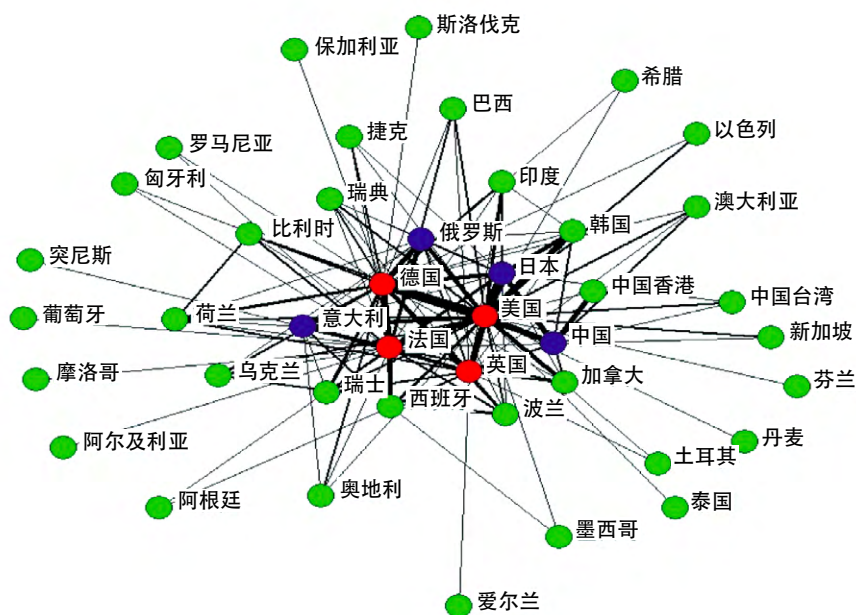 斯洛伐克
保加利亚
希腊
巴西
以色列
捷克
罗马尼亚
印度
匈牙利
瑞典
澳大利亚
比利时
俄罗斯
韩国
突尼斯
日本
德国
中国香港
中国台湾
美国
葡萄牙
荷兰
意大利
法国
中国
新加坡
英国
摩洛哥
乌克兰
加拿大
芬兰
瑞士
西班牙
波兰
丹麦
阿尔及利亚
土耳其
奥地利
阿根廷
泰国
墨西哥
爱尔兰